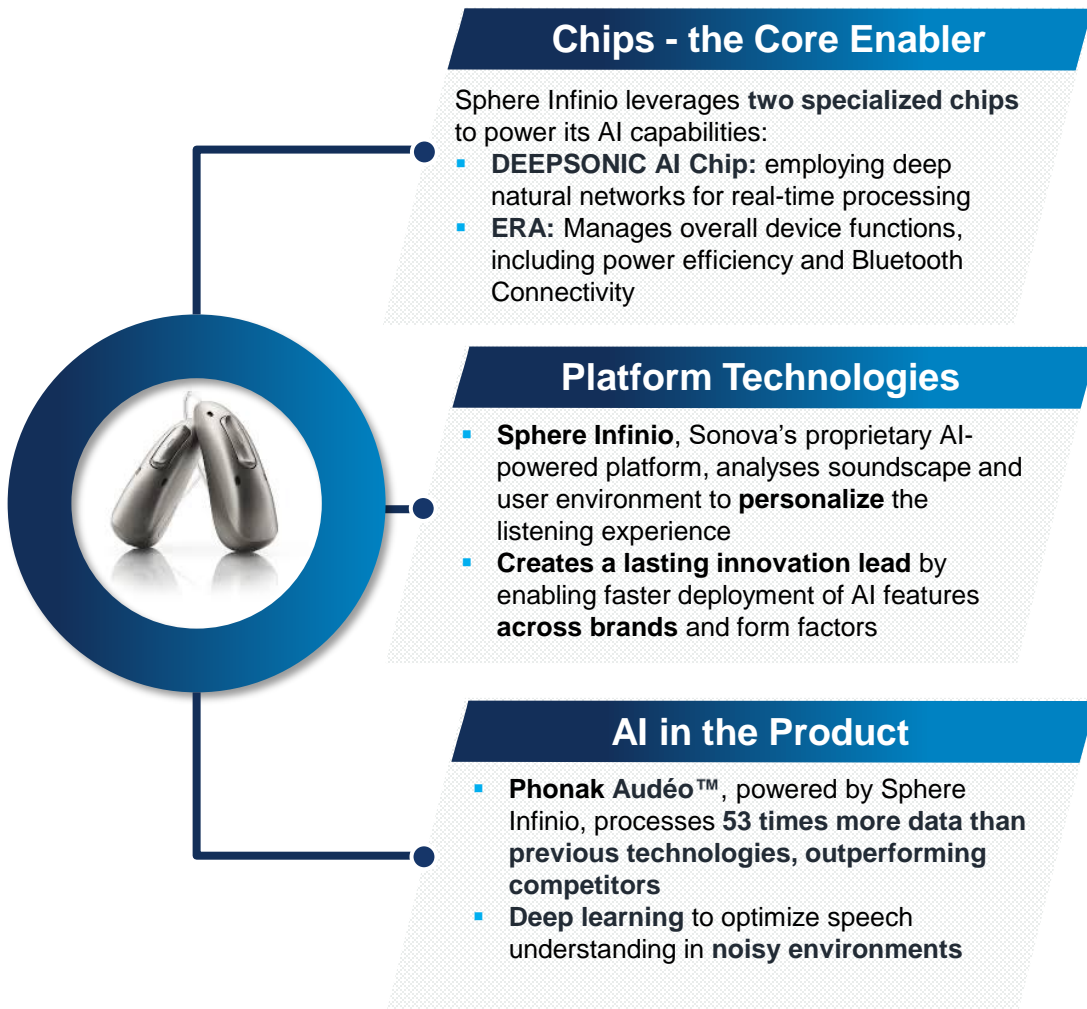 Chips - the Core Enabler
Sphere Infinio leverages two specialized chips
to power its AI capabilities:
▪ DEEPSONIC AI Chip: employing deep
natural networks for real-time processing
▪ ERA: Manages overall device functions,
including power efficiency and Bluetooth
Connectivity
Platform Technologies
▪ Sphere Infinio, Sonova’s proprietary AI-
powered platform, analyses soundscape and
user environment to personalize the
listening experience
▪ Creates a lasting innovation lead by
enabling faster deployment of AI features
across brands and form factors
AI in the Product
▪ Phonak Audéo™, powered by Sphere
Infinio, processes 53 times more data than
previous technologies, outperforming
competitors
▪ Deep learning to optimize speech
understanding in noisy environments